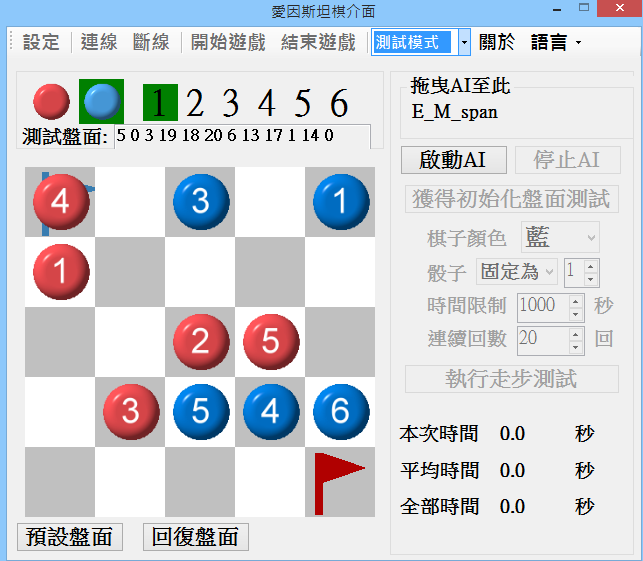 愛因斯坦棋介面
設定 連線 斷線 開始遊戲 結束遊戲 測試模式 關於 語言
1 2 3 4 5 6
測試盤面: 5 0 3 19 18 20 6 13 17 1 14 0
4 3 1
1
2 5
3 5 4 6
預設盤面 回復盤面
拖曳AI至此
E_M_span
啟動AI 停止AI
獲得初始化盤面測試
棋子顏色 藍
骰子 固定為 1
時間限制 1000 秒
連續回數 20 回
執行走步測試
本次時間 0.0 秒
平均時間 0.0 秒
全部時間 0.0 秒